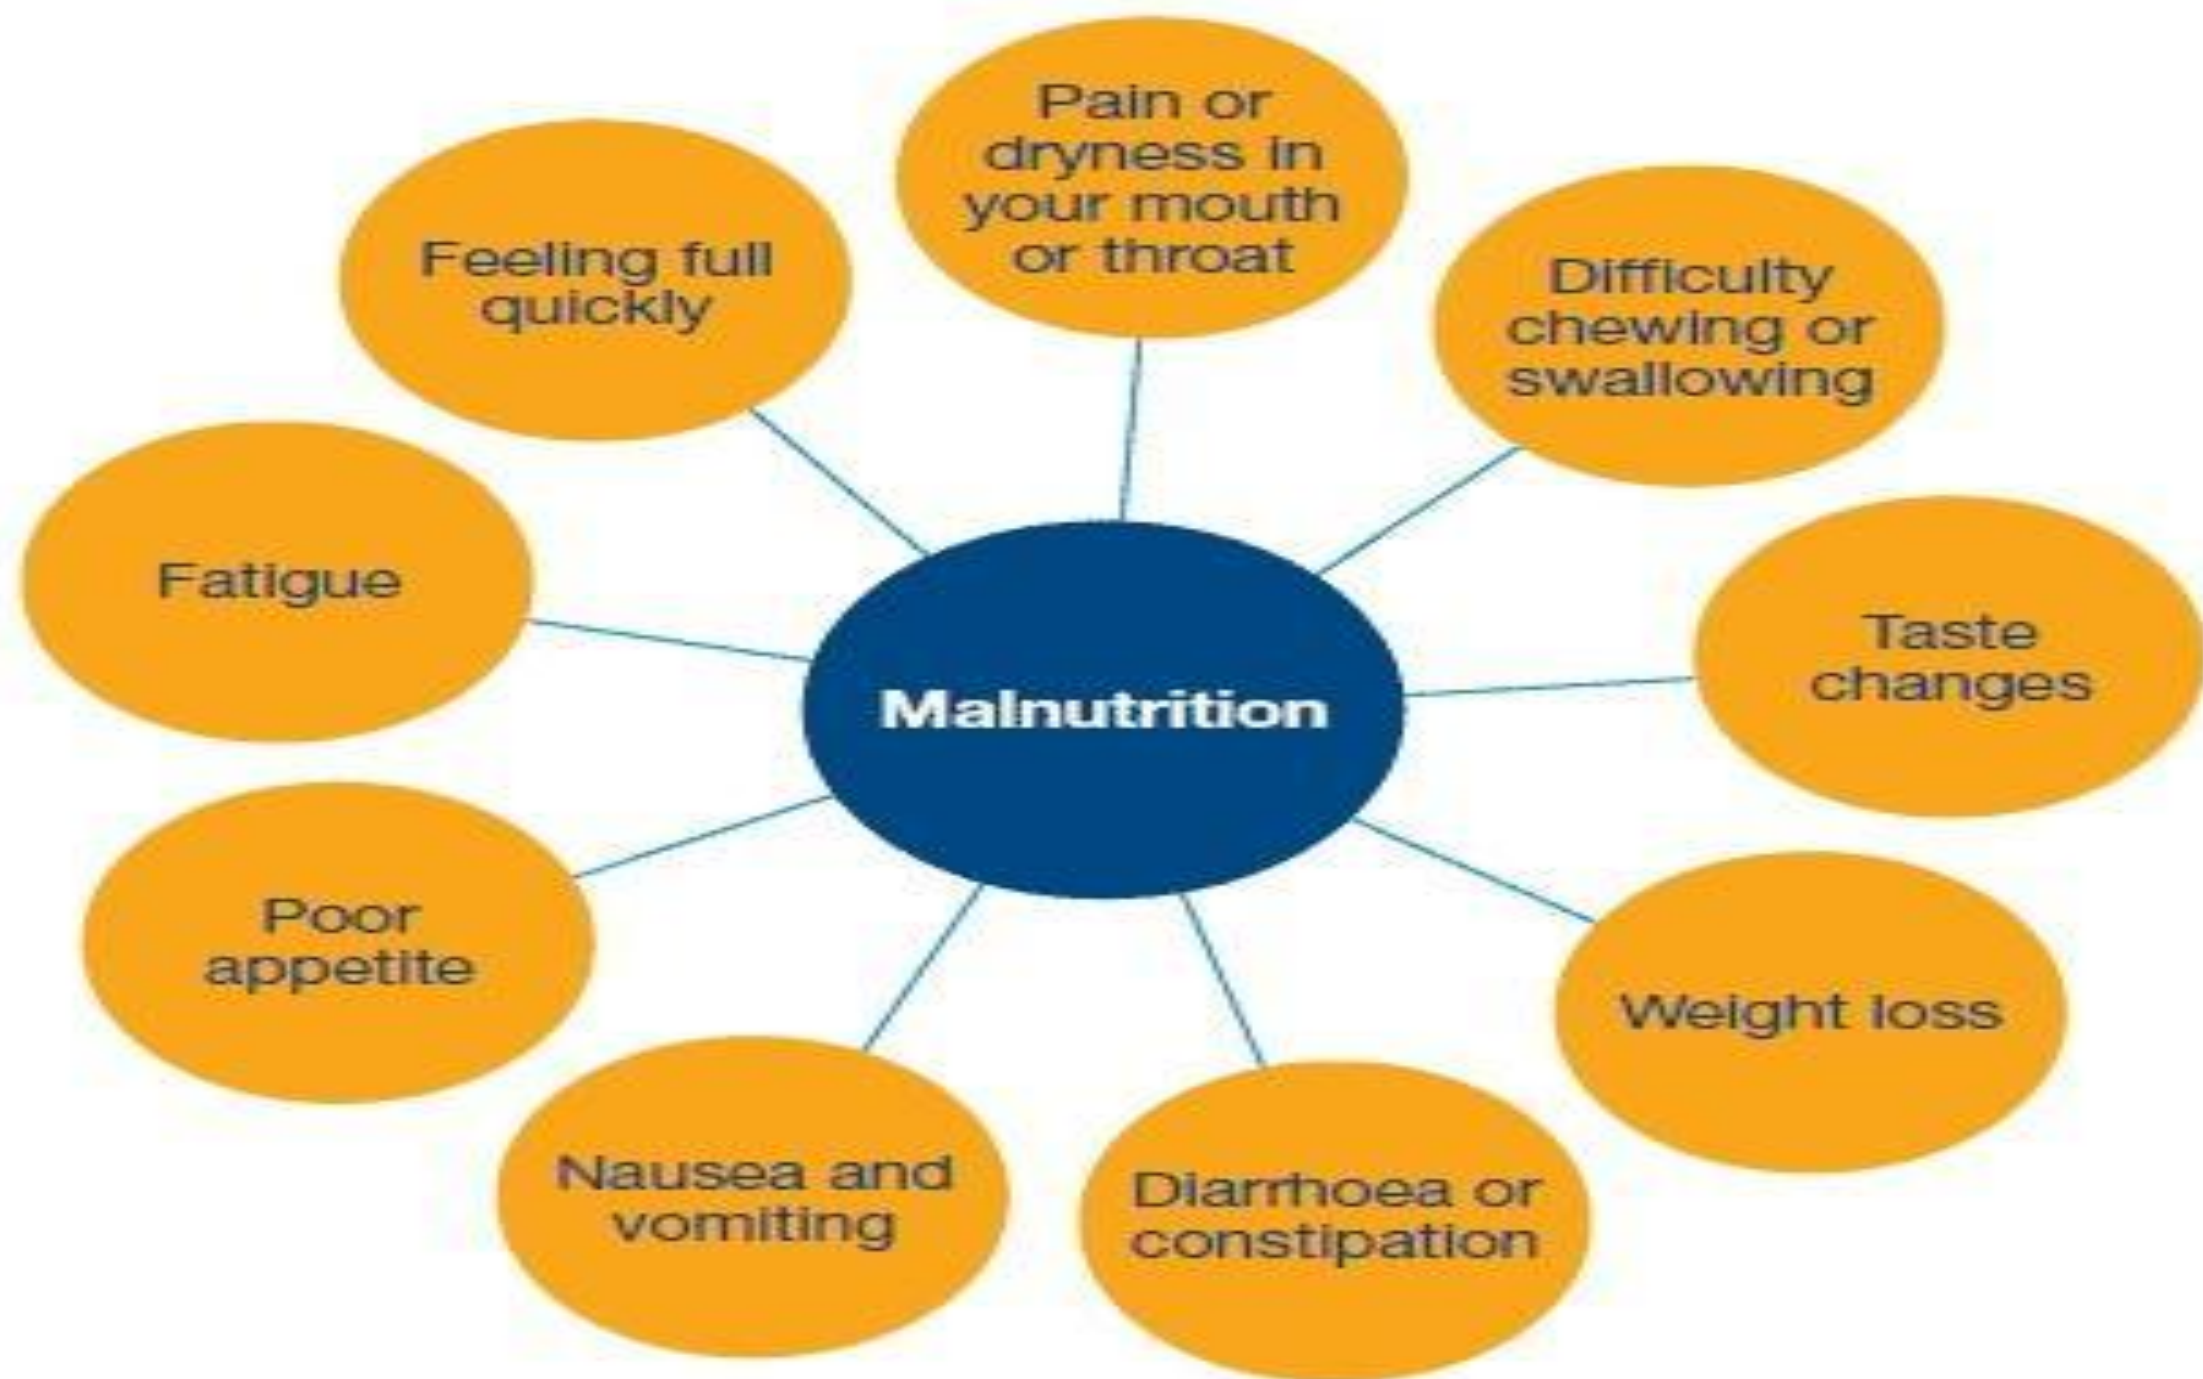 Pain or
dryness in
your mouth
or throat
Feeling full
quickly
Difficulty
chewing or
swallowing
Fatigue
Taste
changes
Malnutrition
Poor
appetite
Weight loss
Nausea and
vomiting
Diarrhoea or
constipation